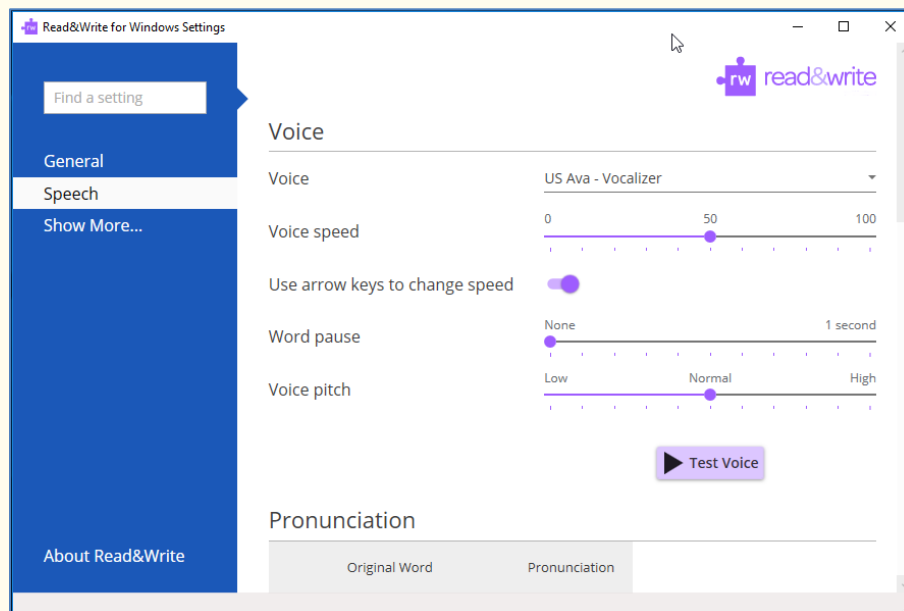 Read&Write for Windows Settings
rw read&write
Find a setting
General
Speech
Show More...
About Read&Write
Voice
Voice US Ava - Vocalizer
0 50 100
Voice speed
Use arrow keys to change speed
None 1 second
Word pause
Low Normal High
Voice pitch
Test Voice
Pronunciation
Original Word Pronunciation